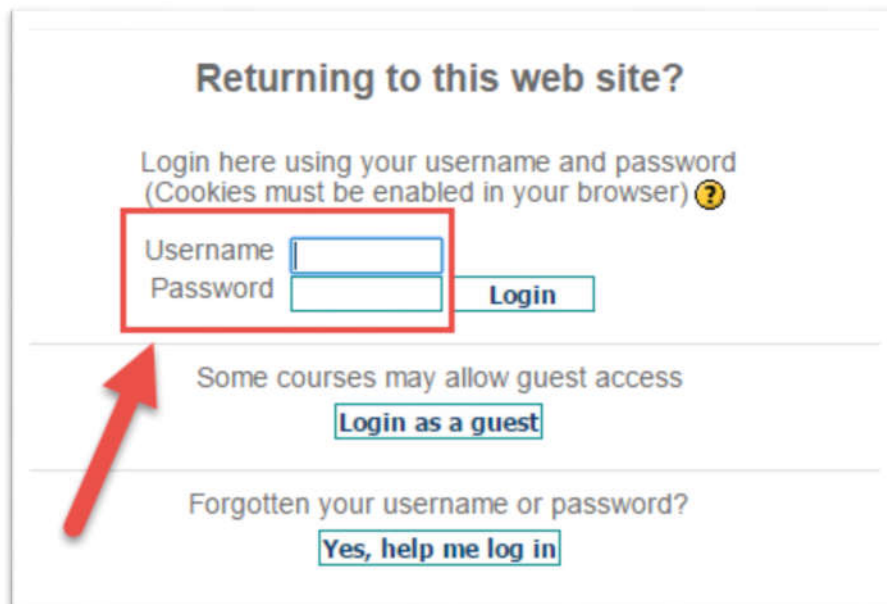 Returning to this web site?
Login here using your username and password
(Cookies must be enabled in your browser) ?
Username
Password
Login
Some courses may allow guest access
Login as a guest
Forgotten your username or password?
Yes, help me log in